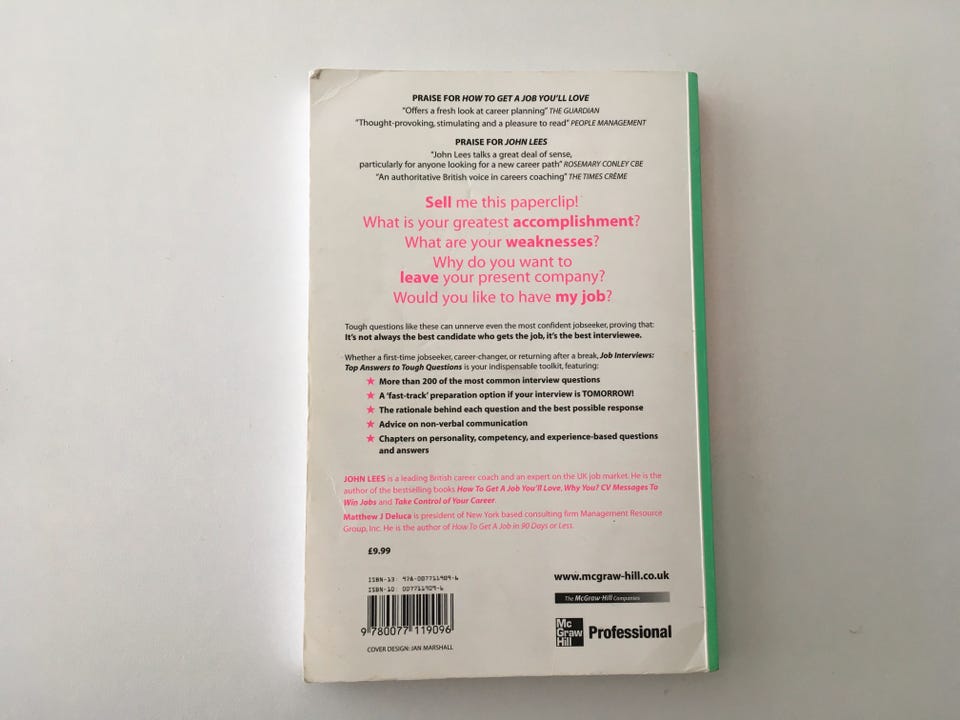 PRAISE FOR HOW TO GET A JOB YOU'LL LOVE
"Offers a fresh look at career planning" THE GUARDIAN
"Thought-provoking, stimulating and a pleasure to read" PEOPLE MANAGEMENT
PRAISE FOR JOHN LEES
"John Lees talks a great deal of sense,
particularly for anyone looking for a new career path" ROSEMARY CONLEY CBE
"An authoritative British voice in careers coaching" THE TIMES CRÈME
Sell me this paperclip!
What is your greatest accomplishment?
What are your weaknesses?
Why do you want to
leave your present company?
Would you like to have my job?
Tough questions like these can unnerve even the most confident jobseeker, proving that:
It's not always the best candidate who gets the job, it's the best interviewee.
Whether a first-time jobseeker, career-changer, or returning after a break, Job Interviews:
Top Answers to Tough Questions is your indispensable toolkit, featuring:
★ More than 200 of the most common interview questions
★ A 'fast-track' preparation option if your interview is TOMORROW!
★ The rationale behind each question and the best possible response
★ Advice on non-verbal communication
★ Chapters on personality, competency, and experience-based questions
and answers
JOHN LEES is a leading British career coach and an expert on the UK job market. He is the
author of the bestselling books How To Get A Job You'll Love, Why You? CV Messages To
Win Jobs and Take Control of Your Career.
Matthew J Deluca is president of New York based consulting firm Management Resource
Group, Inc. He is the author of How To Get A Job in 90 Days or Less.
£9.99
ISBN-13: 978-007711909-6
ISBN-10: 007711909-6
9 780077 119096
COVER DESIGN: JAN MARSHALL
www.mcgraw-hill.co.uk
The McGraw-Hill Companies
Mc
Graw
Hill
Professional